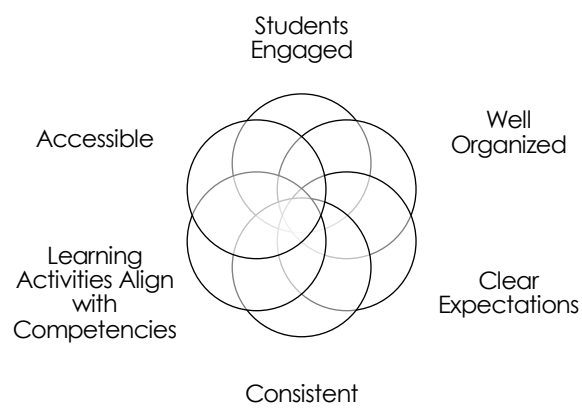 Students
Engaged
Well
Organized
Clear
Expectations
Consistent
Learning
Activities Align
with
Competencies
Accessible